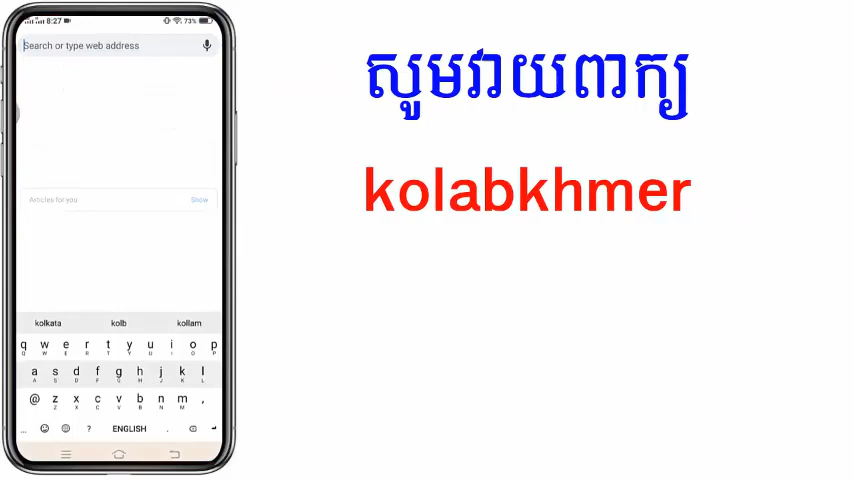 8:27 73%
Search or type web address
សូមវាយពាក្យ
kolabkhmer
Articles for you Show
kolkata kolb kollam
q w e r t y u i o p
Q W E R T Y U I O P
a s d f g h j k l
A S D F G H J K L
@ z x c v b n m ,
Z X C V B N M
... ? ENGLISH .